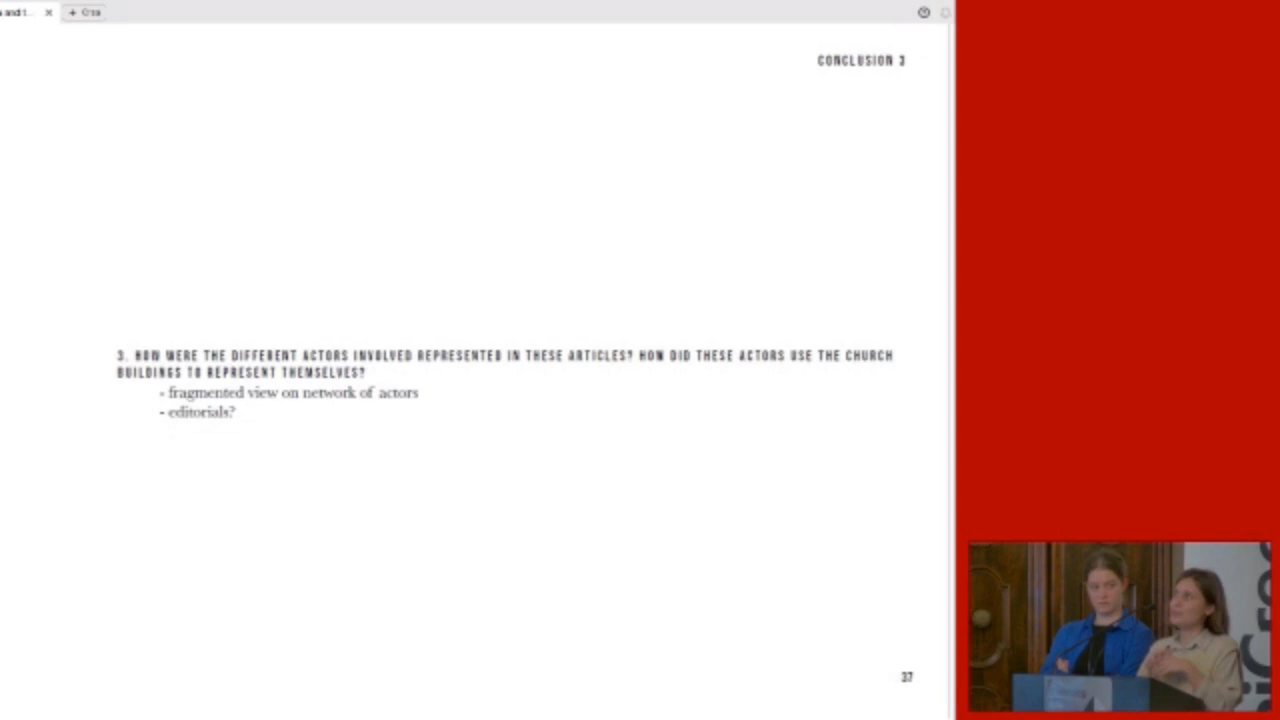 and t...
CONCLUSION 3
3. HOW WERE THE DIFFERENT ACTORS INVOLVED REPRESENTED IN THESE ARTICLES? HOW DID THESE ACTORS USE THE CHURCH
BUILDINGS TO REPRESENT THEMSELVES?
- fragmented view on network of actors
- editorials?
37